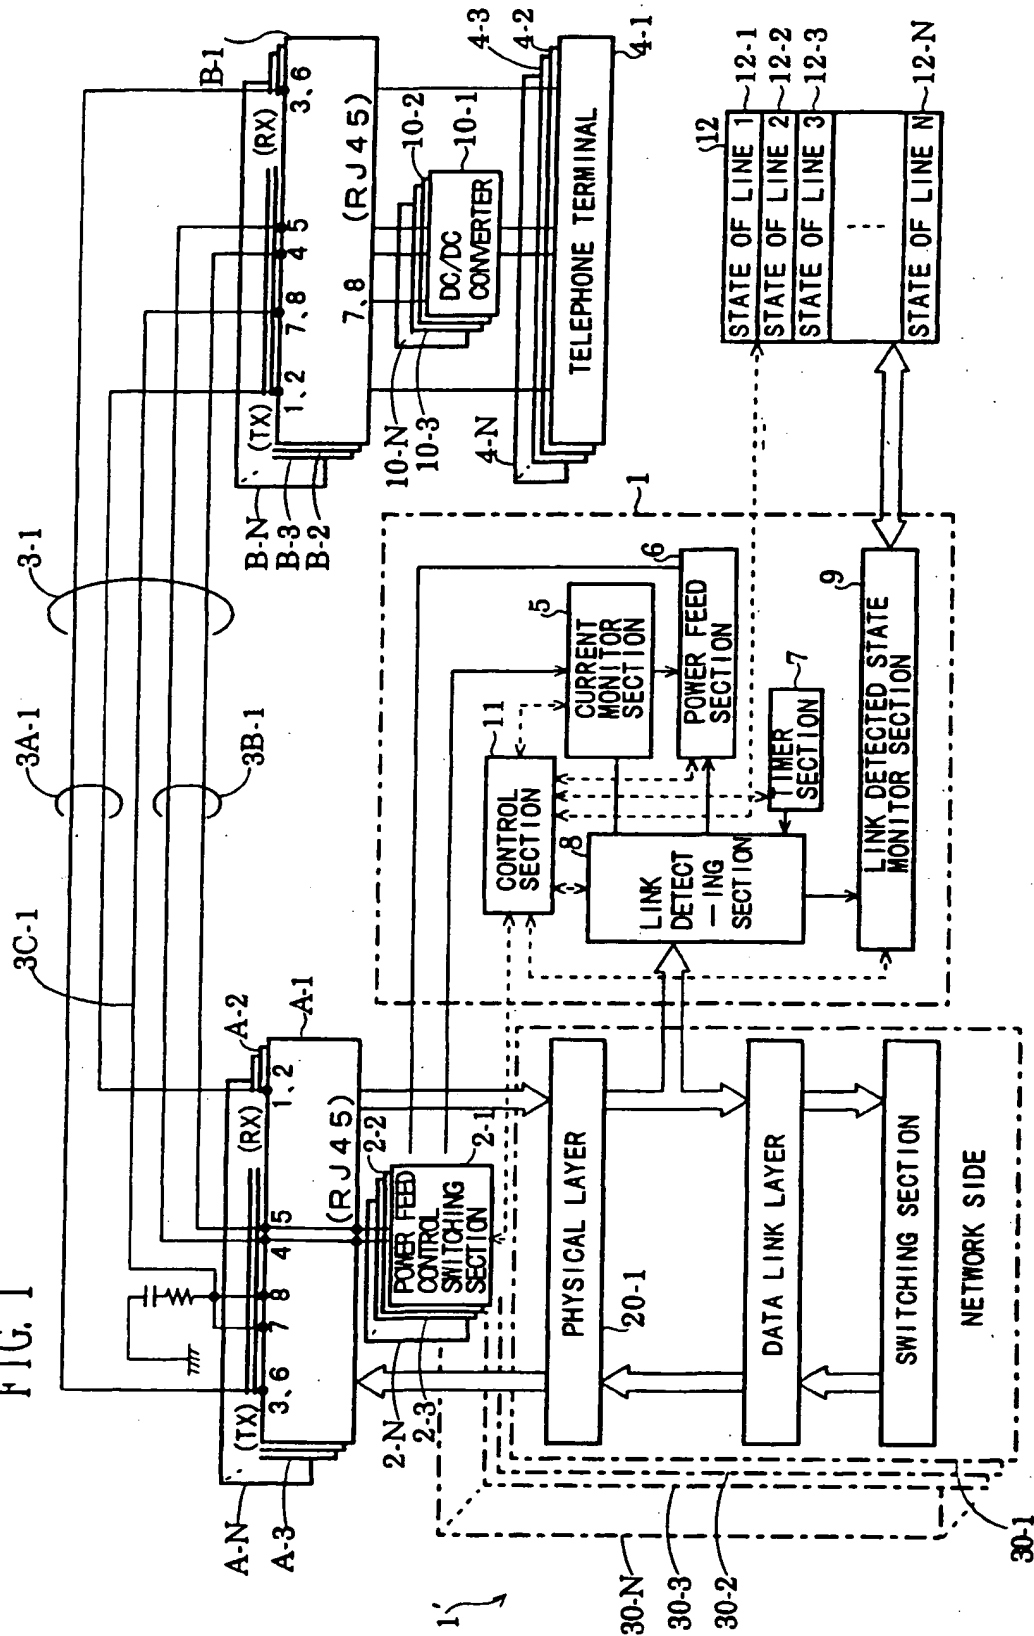 FIG. 1
3C-1
3A-1
3-1
3B-1
A-N
A-3
(TX)
3、6
7
8
4
5
(RX)
1、2
A-2
A-1
(RJ45)
B-N
B-3
B-2
(TX)
1、2
7、8
4
5
(RX)
3、6
B-1
7、8
(RJ45)
10-N
10-3
10-2
10-1
DC/DC
CONVERTER
4-N
4-3
4-2
4-1
TELEPHONE TERMINAL
2-N
2-3
2-2
2-1
POWER FEED
CONTROL
SWITCHING
SECTION
1
11
CONTROL
SECTION
5
CURRENT
MONITOR
SECTION
6
POWER FEED
SECTION
7
TIMER
SECTION
8
LINK
DETECT
-ING
SECTION
9
LINK DETECTED STATE
MONITOR SECTION
12
STATE OF LINE 1
12-1
STATE OF LINE 2
12-2
STATE OF LINE 3
12-3
STATE OF LINE N
12-N
PHYSICAL LAYER
20-1
DATA LINK LAYER
SWITCHING SECTION
NETWORK SIDE
1'
30-N
30-3
30-2
30-1